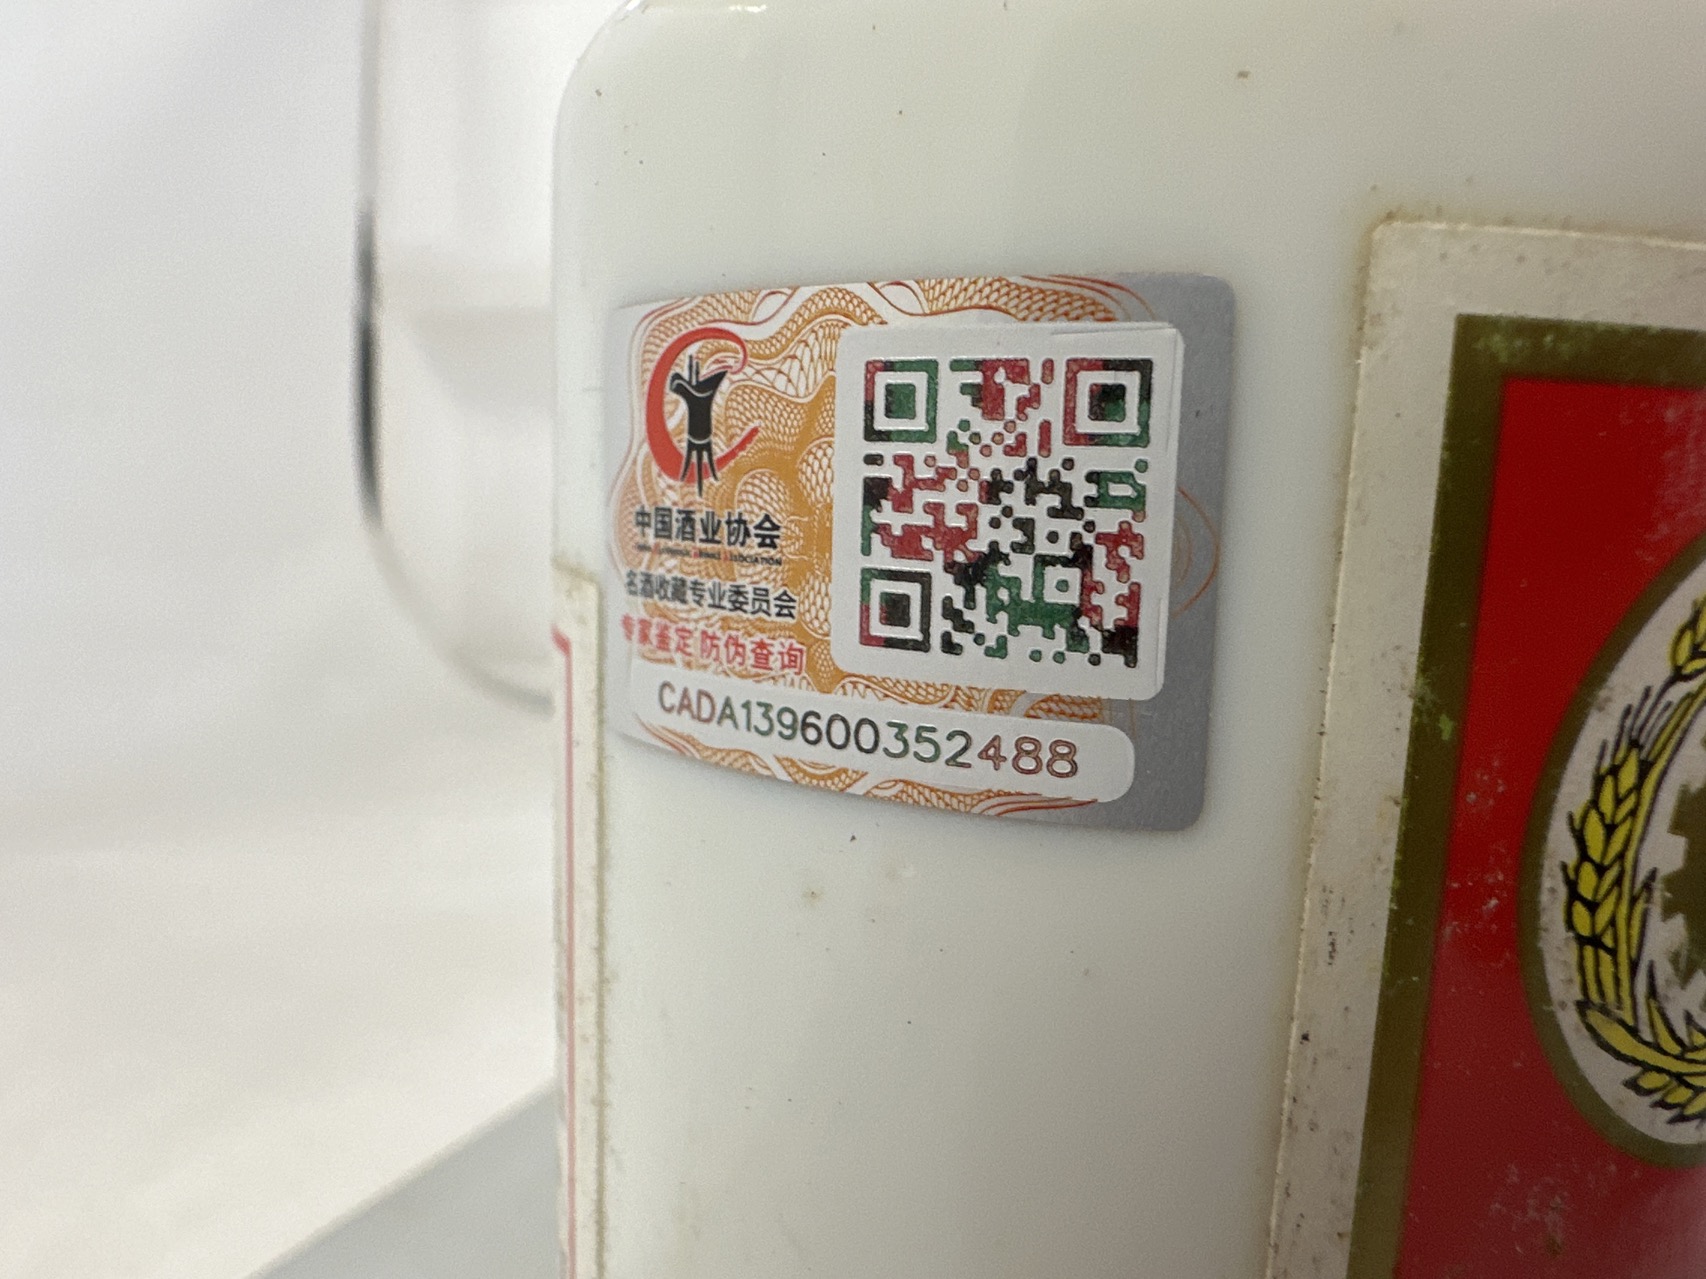 中国酒业协会
名酒收藏专业委员会
专家鉴定 防伪查询
CADA139600352488